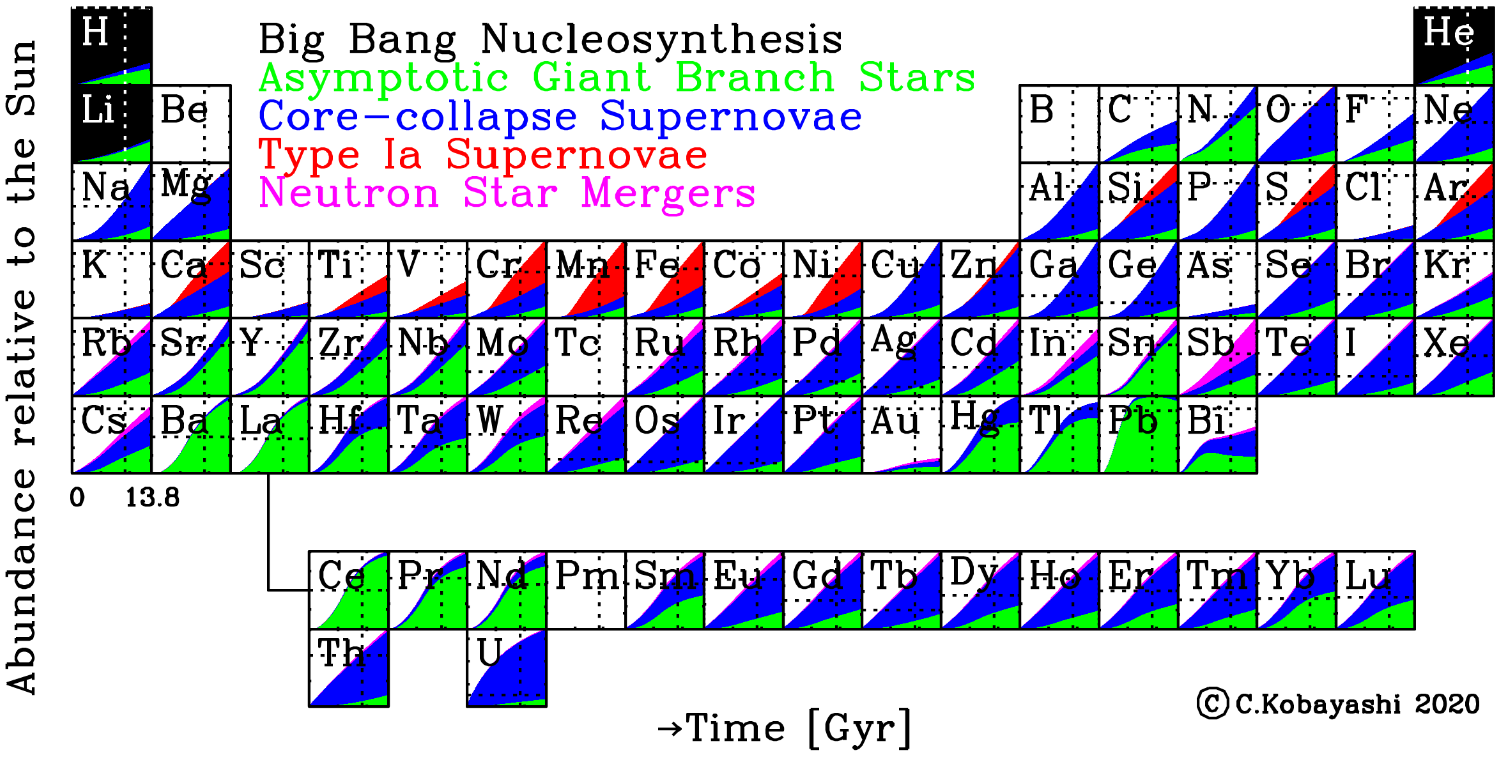 H
Big Bang Nucleosynthesis
He
Asymptotic Giant Branch Stars
Li Be
Core-collapse Supernovae
B C N O F Ne
Type Ia Supernovae
Na Mg
Neutron Star Mergers
Al Si P S Cl Ar
K Ca Sc Ti V Cr Mn Fe Co Ni Cu Zn Ga Ge As Se Br Kr
Rb Sr Y Zr Nb Mo Tc Ru Rh Pd Ag Cd In Sn Sb Te I Xe
Cs Ba La Hf Ta W Re Os Ir Pt Au Hg Tl Pb Bi
0 13.8
Ce Pr Nd Pm Sm Eu Gd Tb Dy Ho Er Tm Yb Lu
Th U
Abundance relative to the Sun
→Time [Gyr]
© C.Kobayashi 2020